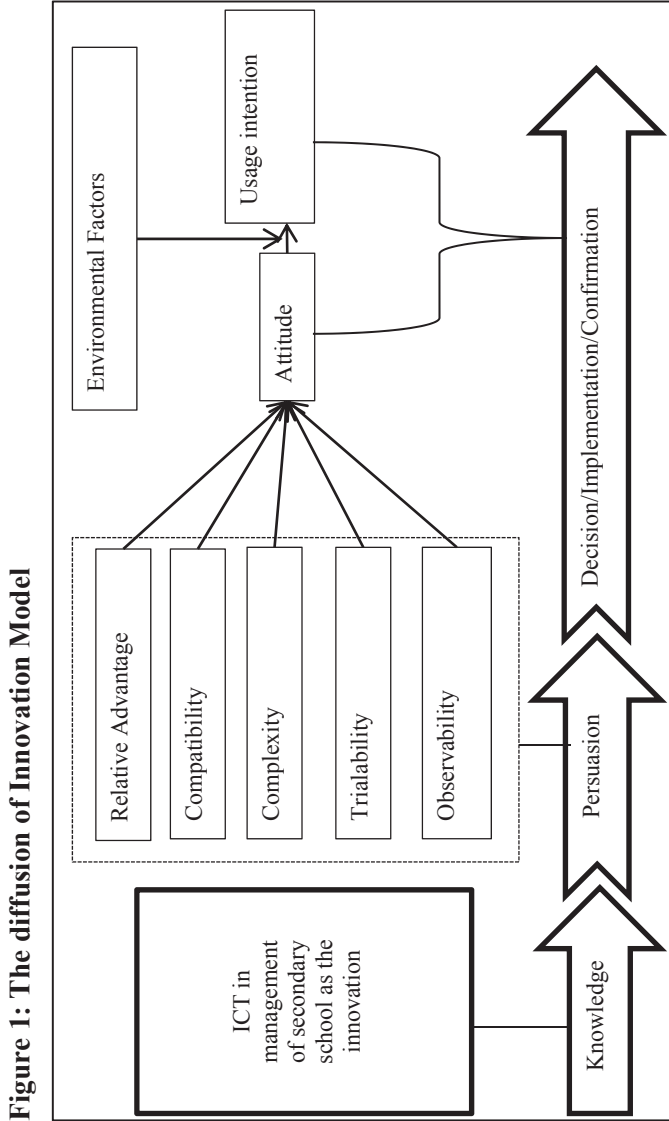 Figure 1: The diffusion of Innovation Model
ICT in
management
of secondary
school as the
innovation
Relative Advantage
Compatibility
Complexity
Trialability
Observability
Environmental Factors
Attitude
Usage intention
Knowledge
Persuasion
Decision/Implementation/Confirmation